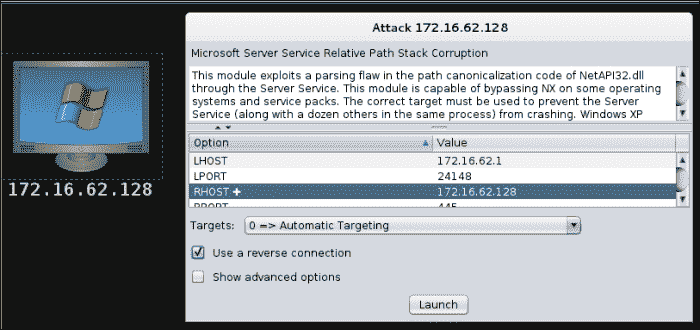 172.16.62.128
Attack 172.16.62.128
Microsoft Server Service Relative Path Stack Corruption
This module exploits a parsing flaw in the path canonicalization code of NetAPI32.dll
through the Server Service. This module is capable of bypassing NX on some operating
systems and service packs. The correct target must be used to prevent the Server
Service (along with a dozen others in the same process) from crashing. Windows XP
Option Value
LHOST 172.16.62.1
LPORT 24148
RHOST + 172.16.62.128
RPORT 445
Targets: 0 => Automatic Targeting
Use a reverse connection
Show advanced options
Launch